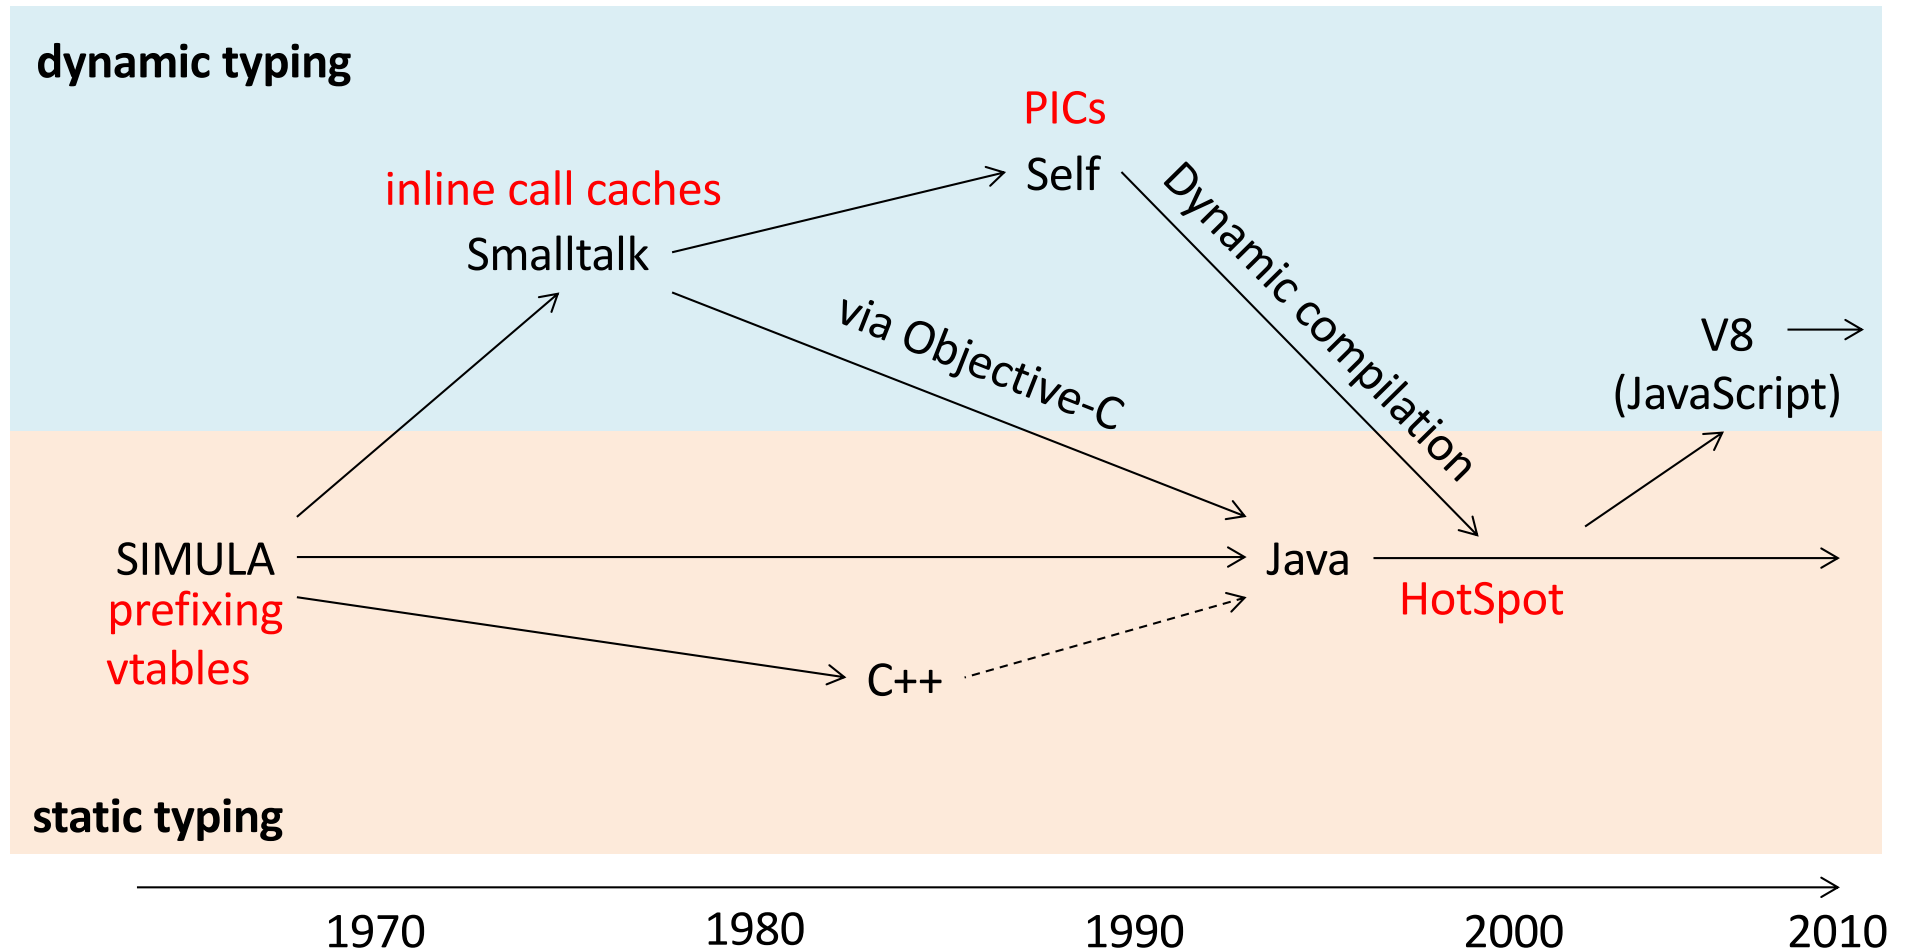 dynamic typing
PICs
Self
inline call caches
Smalltalk
Dynamic compilation
via Objective-C
V8
(JavaScript)
SIMULA
prefixing
vtables
Java
HotSpot
C++
static typing
1970
1980
1990
2000
2010